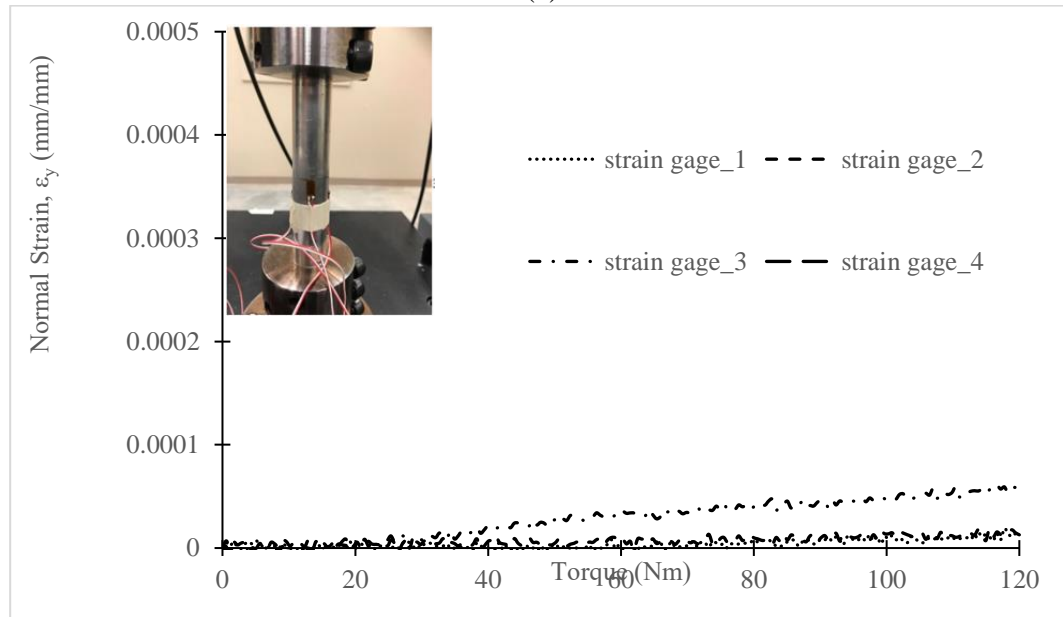 0.0005
0.0004
0.0003
0.0002
0.0001
0
Normal Strain, εy (mm/mm)
strain gage_1 strain gage_2
strain gage_3 strain gage_4
0 20 40 60 80 100 120
Torque (Nm)